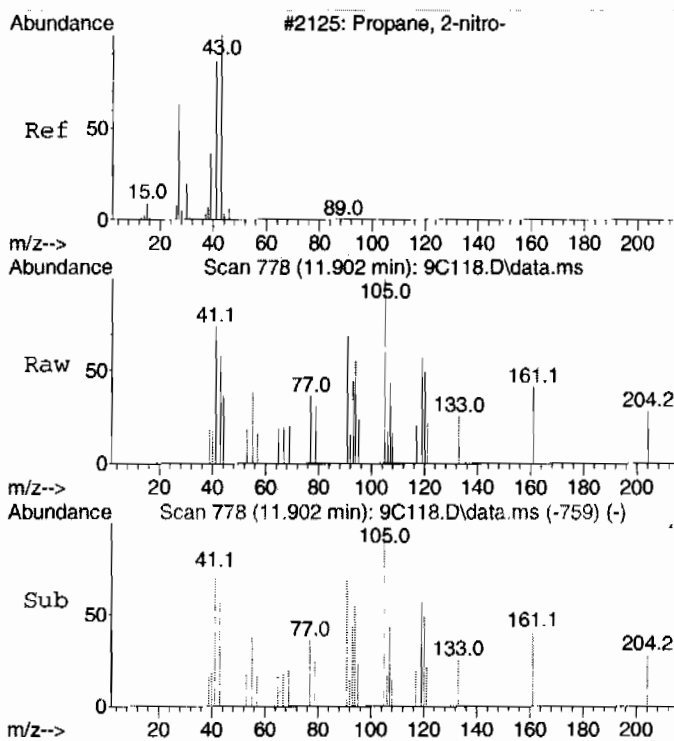 Abundance #2125: Propane, 2-nitro-
43.0
Ref 50
15.0
89.0
0
m/z--> 20 40 60 80 100 120 140 160 180 200
Abundance Scan 778 (11.902 min): 9C118.D\data.ms
105.0
41.1
Raw 50
77.0
161.1
133.0
204.2
0
m/z--> 20 40 60 80 100 120 140 160 180 200
Abundance Scan 778 (11.902 min): 9C118.D\data.ms (-759) (-)
105.0
41.1
Sub 50
77.0
161.1
133.0
204.2
0
m/z--> 20 40 60 80 100 120 140 160 180 200